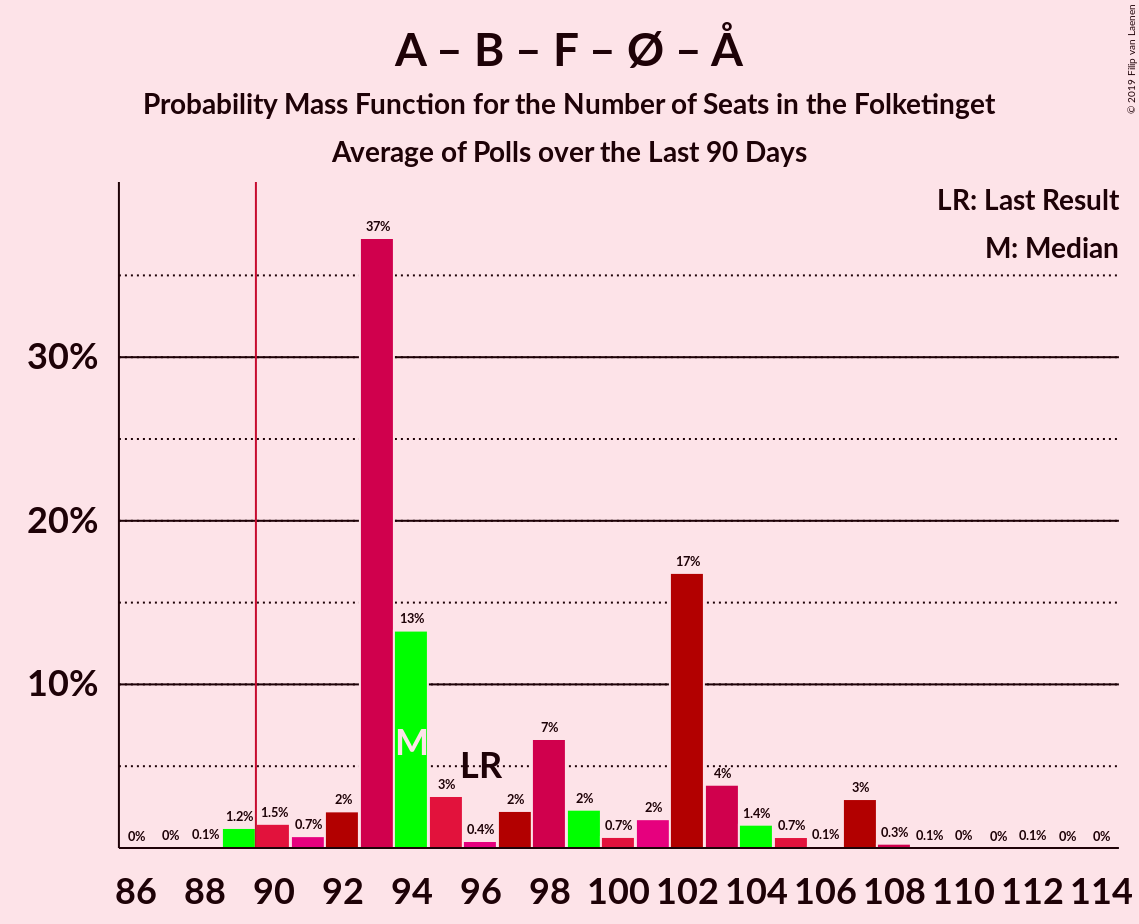 A – B – F – Ø – Å
Probability Mass Function for the Number of Seats in the Folketinget
Average of Polls over the Last 90 Days
© 2019 Filip van Laenen
LR: Last Result
M: Median
30%
20%
10%
0% 0% 0.1% 1.2% 1.5% 0.7% 2% 37% 13% 3% 0.4% 2% 7% 2% 0.7% 2% 17% 4% 1.4% 0.7% 0.1% 3% 0.3% 0.1% 0% 0% 0.1% 0% 0%
M
LR
86 88 90 92 94 96 98 100 102 104 106 108 110 112 114